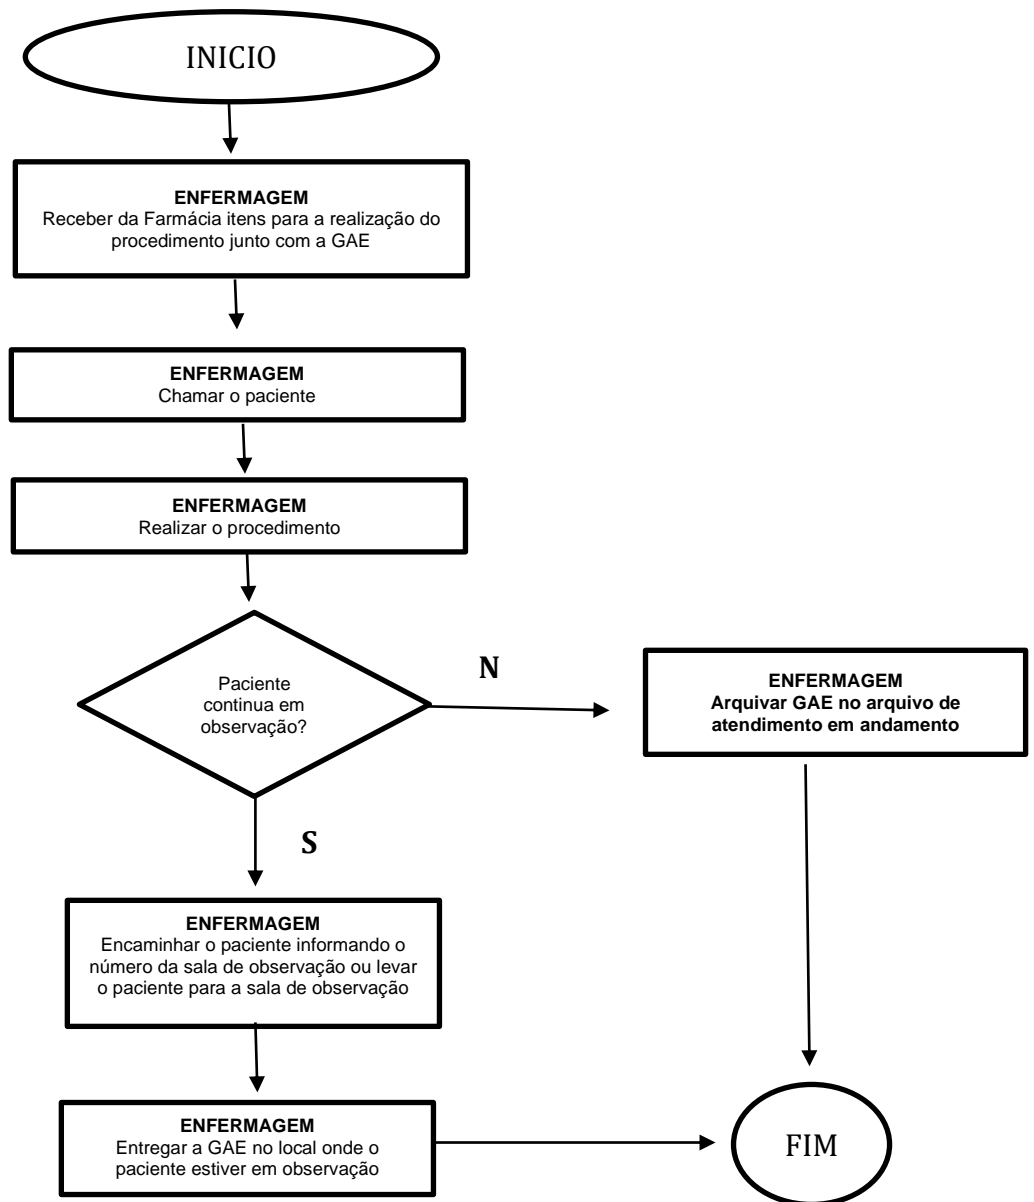 INICIO
ENFERMAGEM
Receber da Farmácia itens para a realização do
procedimento junto com a GAE
ENFERMAGEM
Chamar o paciente
ENFERMAGEM
Realizar o procedimento
Paciente
continua em
observação?
N
ENFERMAGEM
Arquivar GAE no arquivo de
atendimento em andamento
S
ENFERMAGEM
Encaminhar o paciente informando o
número da sala de observação ou levar
o paciente para a sala de observação
ENFERMAGEM
Entregar a GAE no local onde o
paciente estiver em observação
FIM